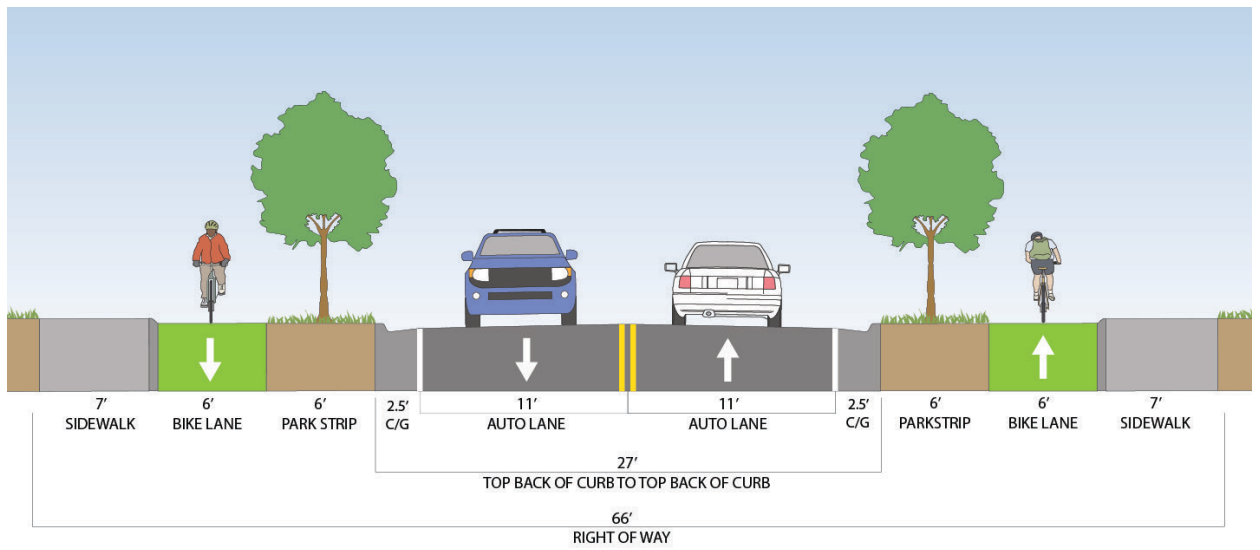 7’ 6’ 6’ 2.5’ 11’ 11’ 2.5’ 6’ 6’ 7’
SIDEWALK BIKE LANE PARK STRIP C/G AUTO LANE AUTO LANE C/G PARKSTRIP BIKE LANE SIDEWALK
27’
TOP BACK OF CURB TO TOP BACK OF CURB
66’
RIGHT OF WAY